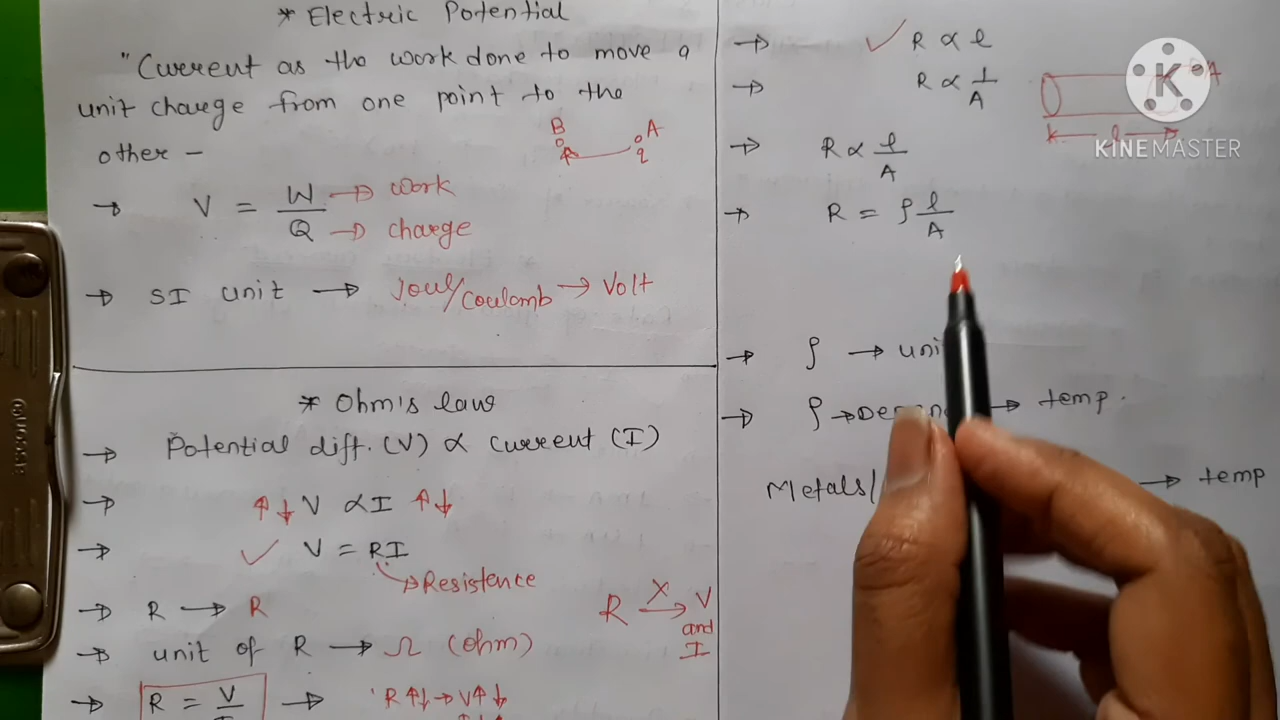 * Electric Potential
"Current as the work done to move a
unit charge from one point to the
other -
B
A
q
→ V = W/Q
→ work
→ charge
→ SI unit → Joul/Coulomb → Volt
* Ohm's law
→ Potential diff. (V) ∝ current (I)
→ ↑↓ V ∝ I ↑↓
→ ✓ V = RI
→ Resistence
→ R → R
R X→ V
and
I
→ unit of R → Ω (ohm)
→ R = V
→ R↑↓→V↑↓
→ ✓ R ∝ l
→ R ∝ 1/A
A
l
→ R ∝ l/A
→ R = ρ l/A
→ ρ → uni
→ ρ → → temp.
Metals/ → temp
K
KINEMASTER